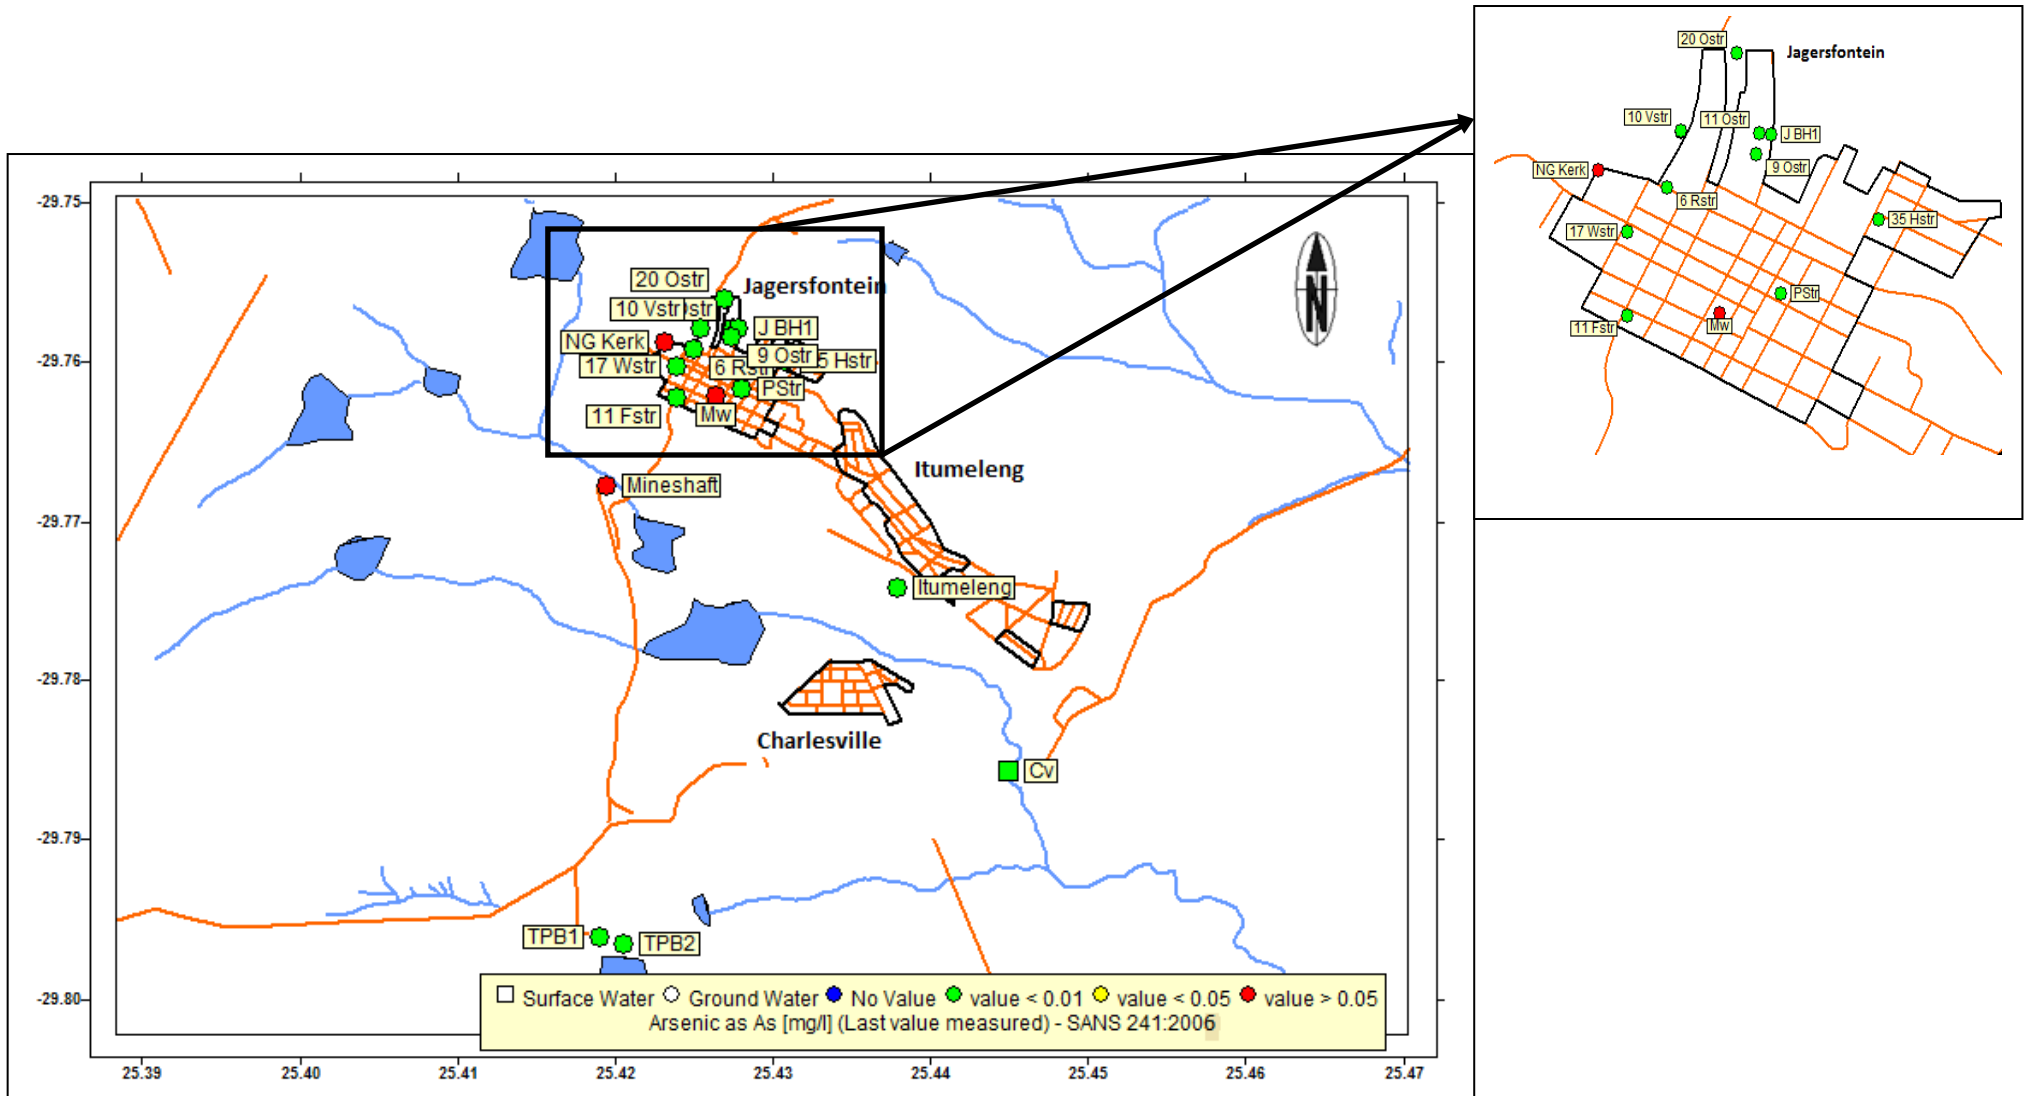 20 Ostr
Jagersfontein
10 Vstr
11 Ostr
J BH1
9 Ostr
NG Kerk
6 Rstr
35 Hstr
17 Wstr
PStr
11 Fstr
Mw
-29.75
-29.76
-29.77
-29.78
-29.79
-29.80
20 Ostr
Jagersfontein
10 Vstr
ostr
J BH1
NG Kerk
9 Ostr
5 Hstr
17 Wstr
6 Rstr
PStr
11 Fstr
Mw
N
Itumeleng
Mineshaft
Itumeleng
Charlesville
Cv
TPB1
TPB2
Surface Water Ground Water No Value value < 0.01 value < 0.05 value > 0.05
Arsenic as As [mg/l] (Last value measured) - SANS 241:2006
25.39 25.40 25.41 25.42 25.43 25.44 25.45 25.46 25.47